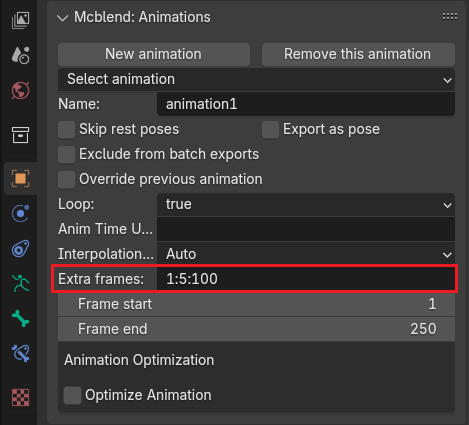 Mcblend: Animations
New animation Remove this animation
Select animation
Name: animation1
Skip rest poses Export as pose
Exclude from batch exports
Override previous animation
Loop: true
Anim Time U...
Interpolation... Auto
Extra frames: 1:5:100
Frame start 1
Frame end 250
Animation Optimization
Optimize Animation